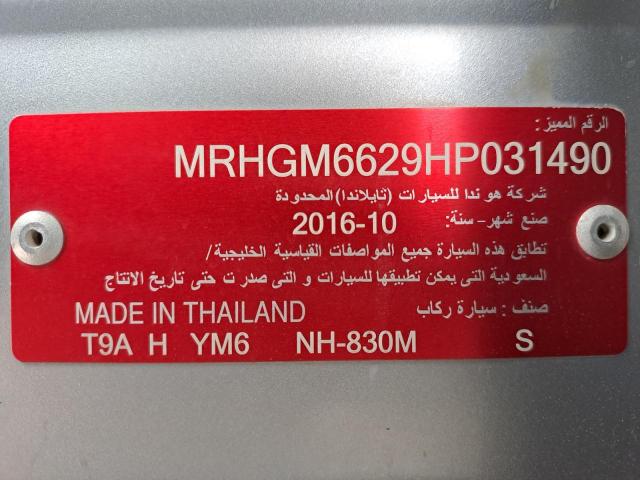 الرقم المميز:
MRHGM6629HP031490
شركة هوندا للسيارات (تايلاندا) المحدودة
صنع شهر- سنة: 2016-10
تطابق هذه السيارة جميع المواصفات القياسية الخليجية/
السعودية التى يمكن تطبيقها للسيارات و التى صدرت حتى تاريخ الانتاج
صنف: سيارة ركاب MADE IN THAILAND
T9A H YM6 NH-830M S